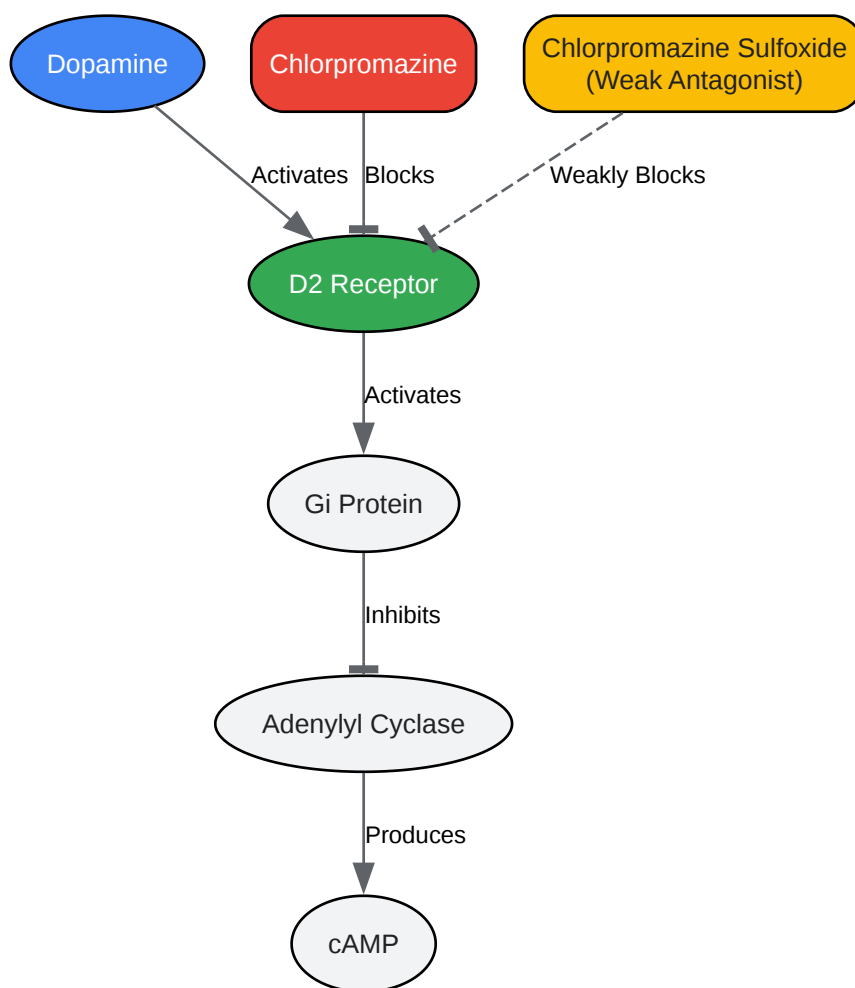 Dopamine
Chlorpromazine
Chlorpromazine Sulfoxide
(Weak Antagonist)
Activates
Blocks
Weakly Blocks
D2 Receptor
Activates
Gi Protein
Inhibits
Adenylyl Cyclase
Produces
cAMP